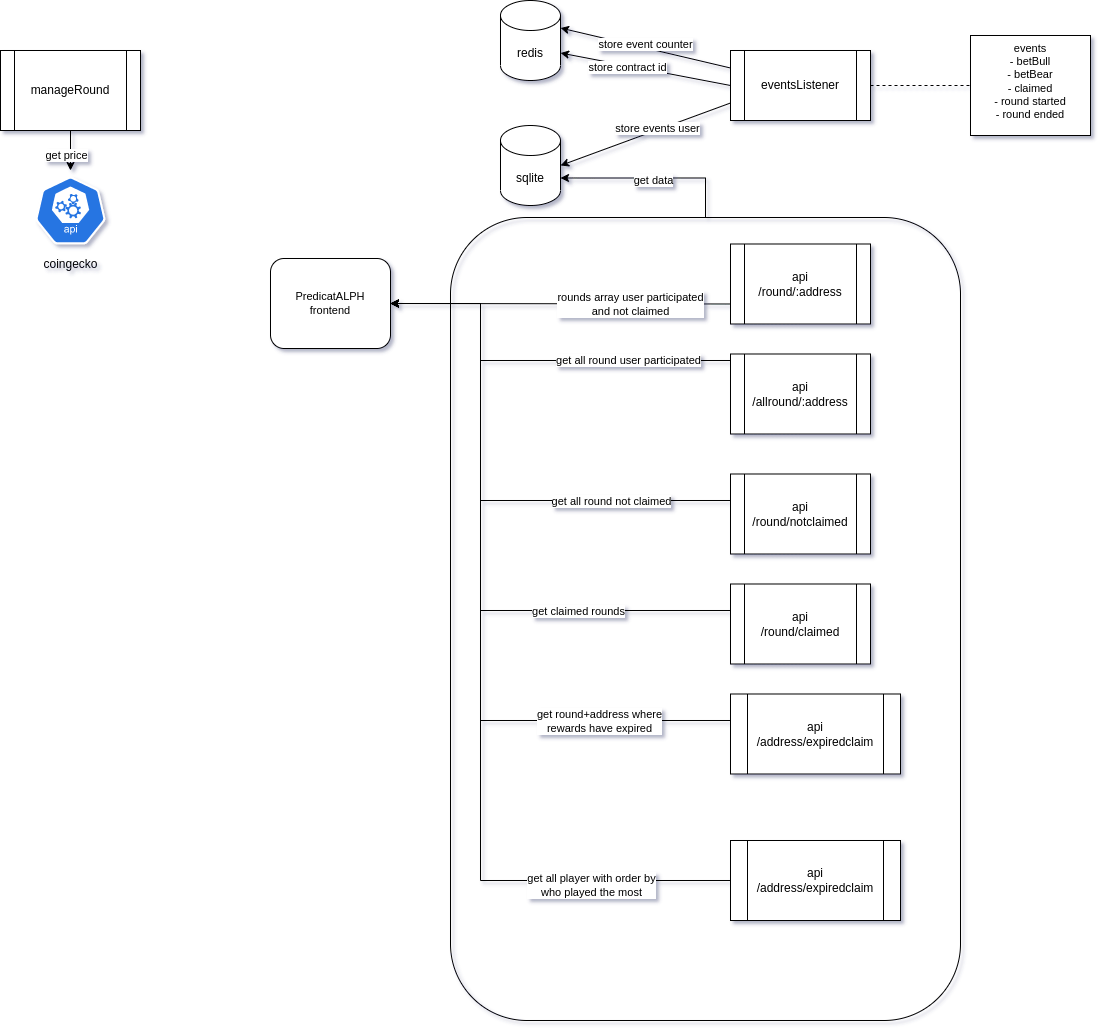 manageRound
get price
api
coingecko
redis
sqlite
store event counter
store contract id
store events user
get data
eventsListener
events
- betBull
- betBear
- claimed
- round started
- round ended
PredicatALPH
frontend
rounds array user participated
and not claimed
api
/round/:address
get all round user participated
api
/allround/:address
get all round not claimed
api
/round/notclaimed
get claimed rounds
api
/round/claimed
get round+address where
rewards have expired
api
/address/expiredclaim
get all player with order by
who played the most
api
/address/expiredclaim